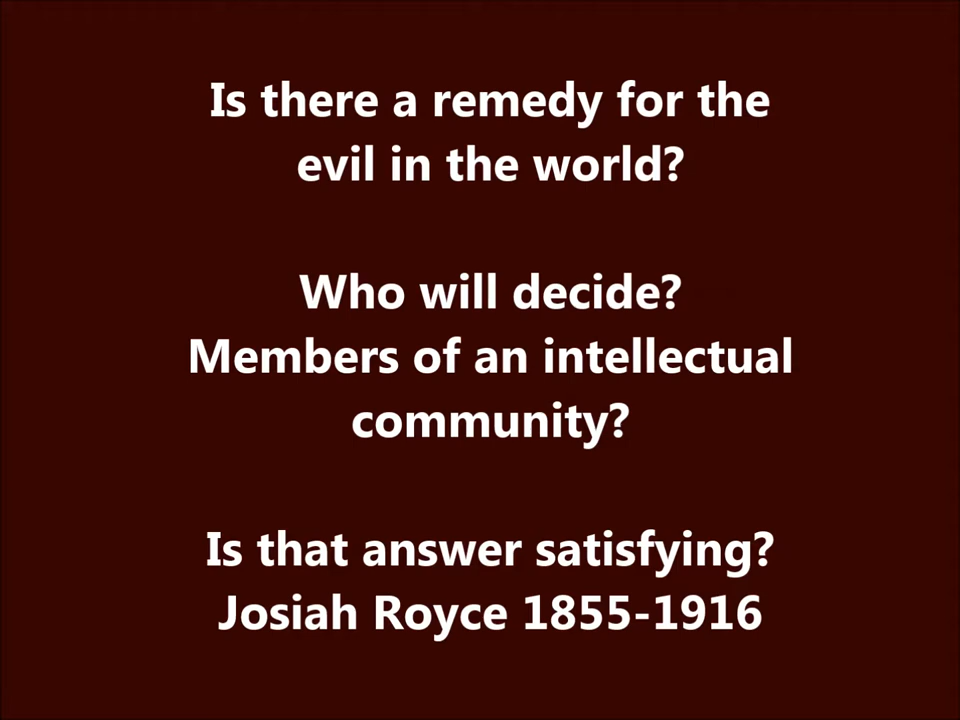 Is there a remedy for the
evil in the world?
Who will decide?
Members of an intellectual
community?
Is that answer satisfying?
Josiah Royce 1855-1916